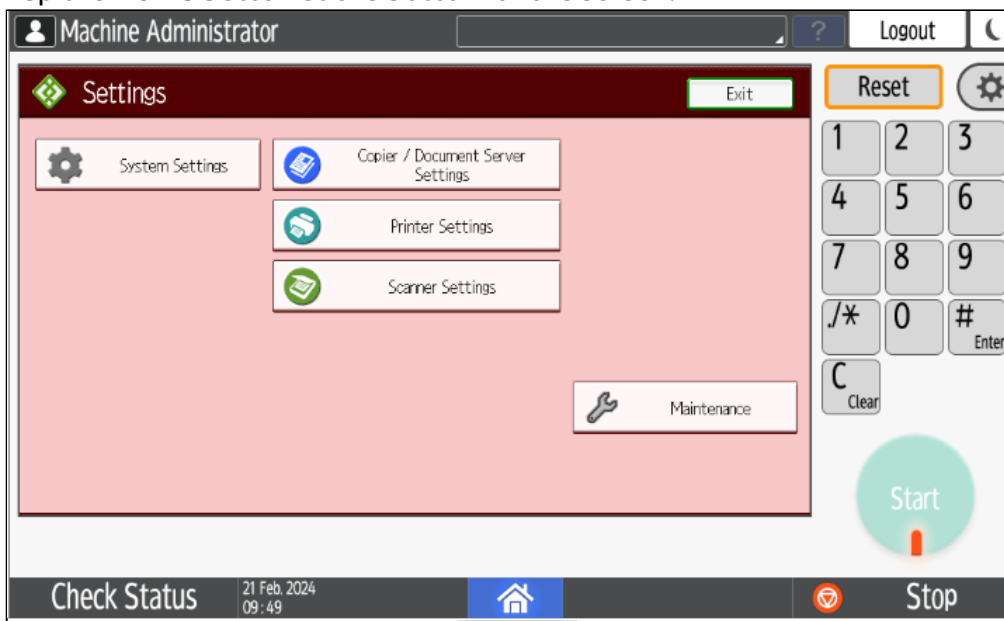 Machine Administrator
?
Logout
Settings
Exit
Reset
System Settings
Copier / Document Server
Settings
Printer Settings
Scanner Settings
Maintenance
1 2 3
4 5 6
7 8 9
./* 0 # Enter
C Clear
Start
Check Status
21 Feb. 2024
09:49
Stop